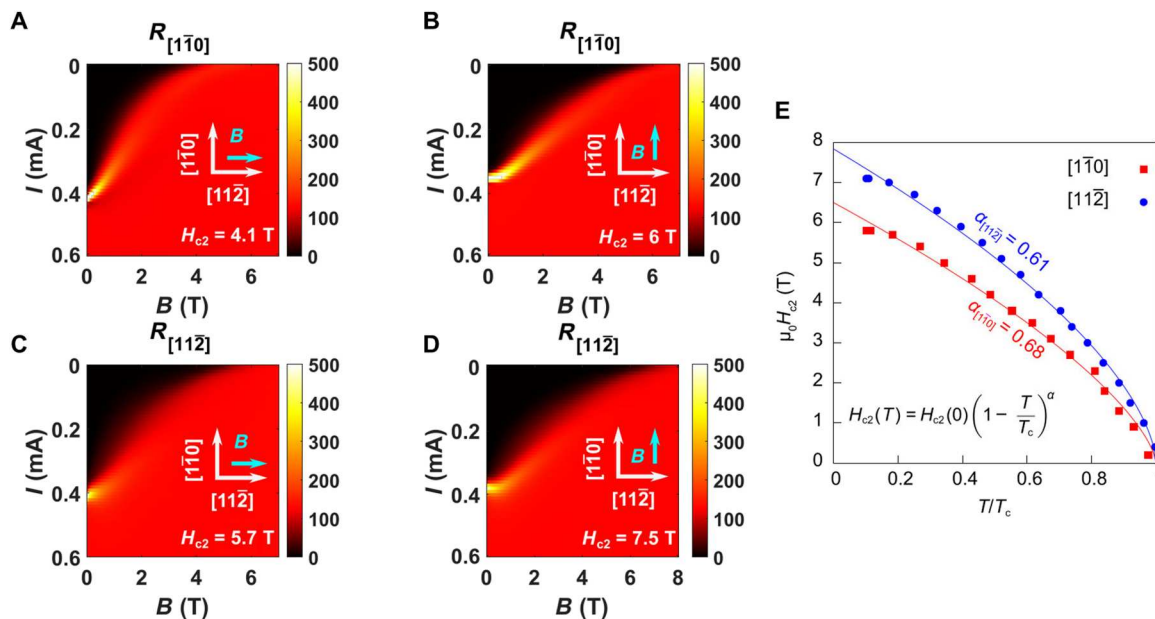 A
R[11̅0]
I (mA)
0
0.2
0.4
0.6
0
2
4
6
B (T)
[11̅0]
B
[112̅]
Hc2 = 4.1 T
500
400
300
200
100
0
B
R[11̅0]
I (mA)
0
0.2
0.4
0.6
0
2
4
6
B (T)
[11̅0]
B
[112̅]
Hc2 = 6 T
500
400
300
200
100
0
C
R[112̅]
I (mA)
0
0.2
0.4
0.6
0
2
4
6
B (T)
[11̅0]
B
[112̅]
Hc2 = 5.7 T
500
400
300
200
100
0
D
R[112̅]
I (mA)
0
0.2
0.4
0.6
0
2
4
6
8
B (T)
[11̅0]
B
[112̅]
Hc2 = 7.5 T
500
400
300
200
100
0
E
μ0Hc2 (T)
8
7
6
5
4
3
2
1
0
0
0.2
0.4
0.6
0.8
1
T/Tc
[11̅0]
[112̅]
α[112̅] = 0.61
α[11̅0] = 0.68
Hc2(T) = Hc2(0) (1 − T/Tc)^α